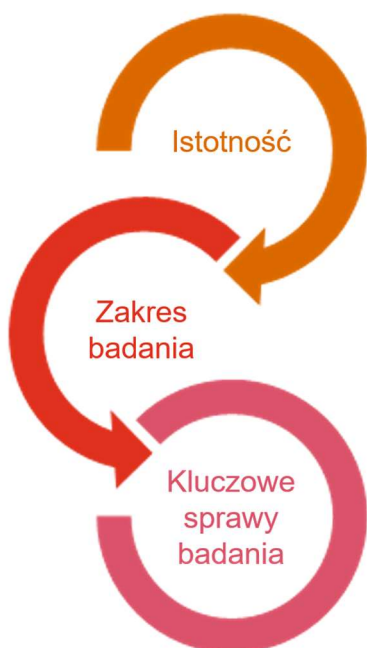 Istotność
Zakres
badania
Kluczowe
sprawy
badania